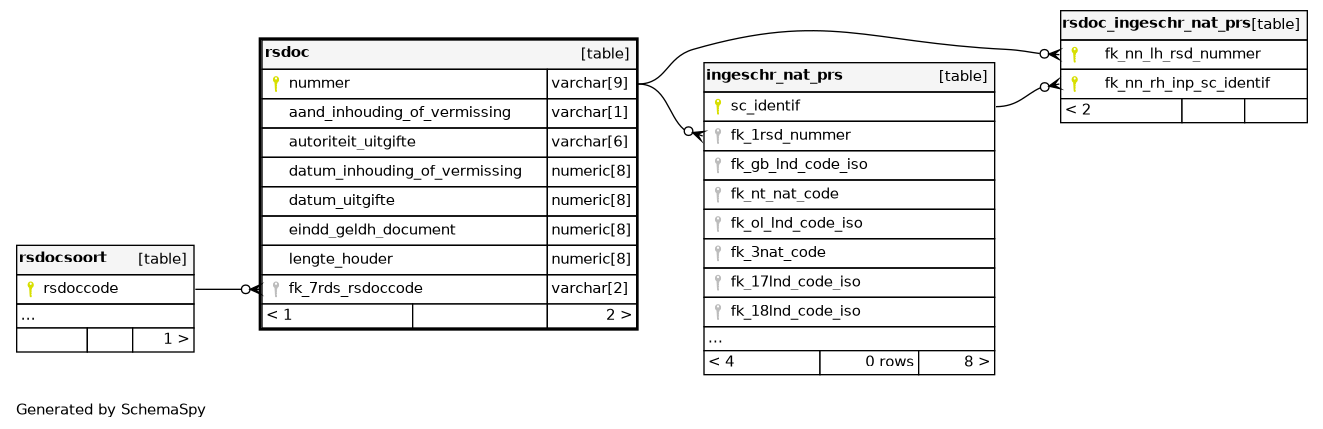 rsdocsoort [table]
rsdoccode
...
1 >
rsdoc [table]
nummer varchar[9]
aand_inhouding_of_vermissing varchar[1]
autoriteit_uitgifte varchar[6]
datum_inhouding_of_vermissing numeric[8]
datum_uitgifte numeric[8]
eindd_geldh_document numeric[8]
lengte_houder numeric[8]
fk_7rds_rsdoccode varchar[2]
< 1 2 >
ingeschr_nat_prs [table]
sc_identif
fk_1rsd_nummer
fk_gb_lnd_code_iso
fk_nt_nat_code
fk_ol_lnd_code_iso
fk_3nat_code
fk_17lnd_code_iso
fk_18lnd_code_iso
...
< 4 0 rows 8 >
rsdoc_ingeschr_nat_prs [table]
fk_nn_lh_rsd_nummer
fk_nn_rh_inp_sc_identif
< 2
Generated by SchemaSpy